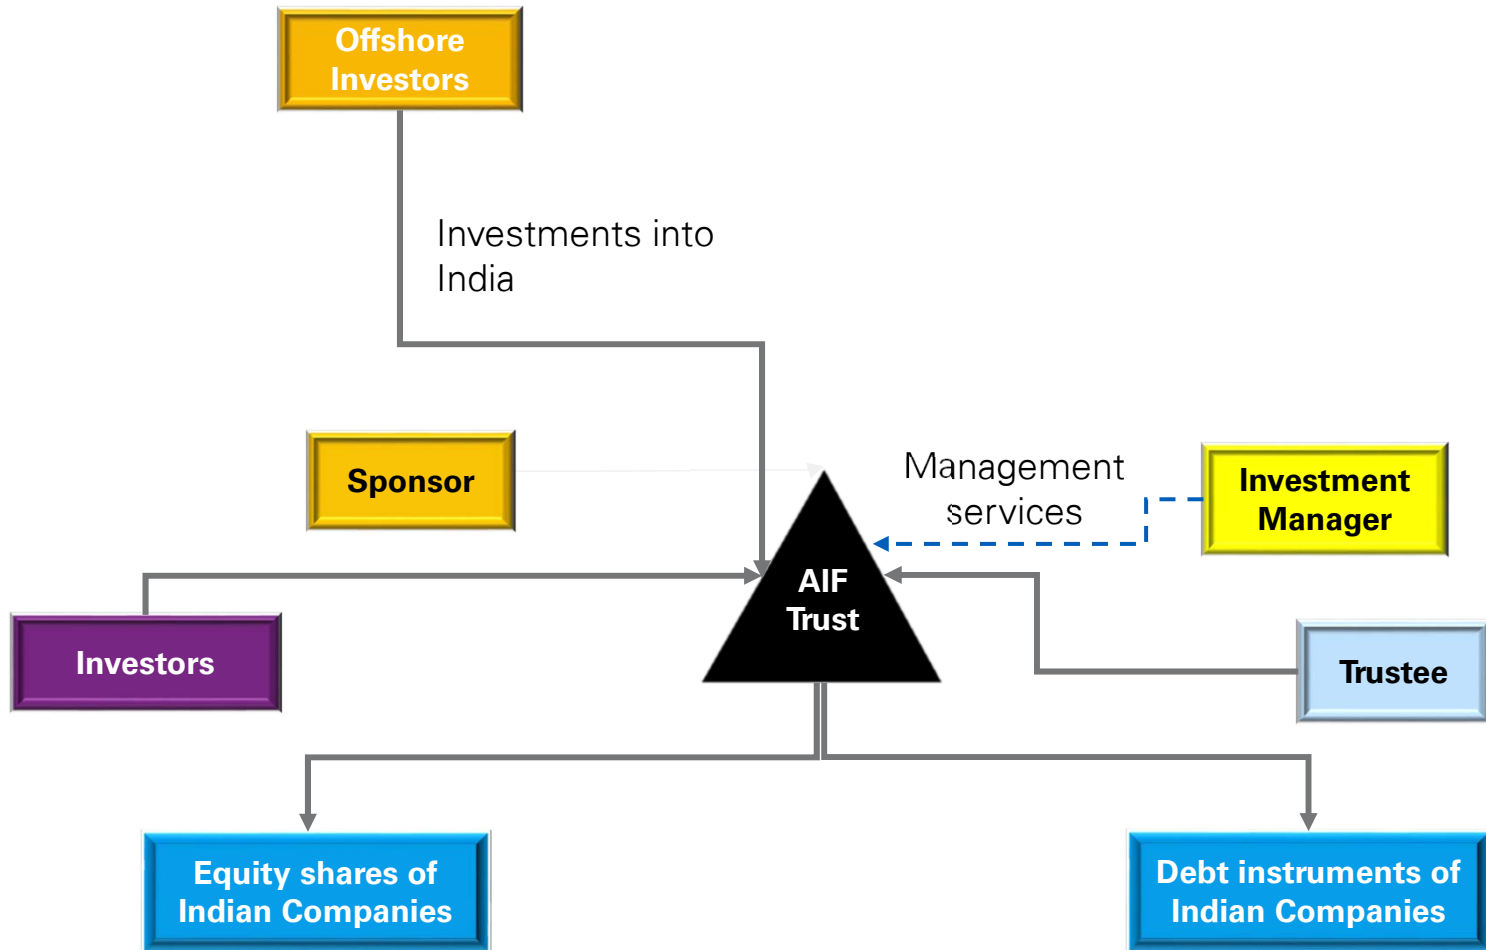 Offshore
Investors
Investments into
India
Sponsor
Management
services
Investment
Manager
AIF
Trust
Investors
Trustee
Equity shares of
Indian Companies
Debt instruments of
Indian Companies